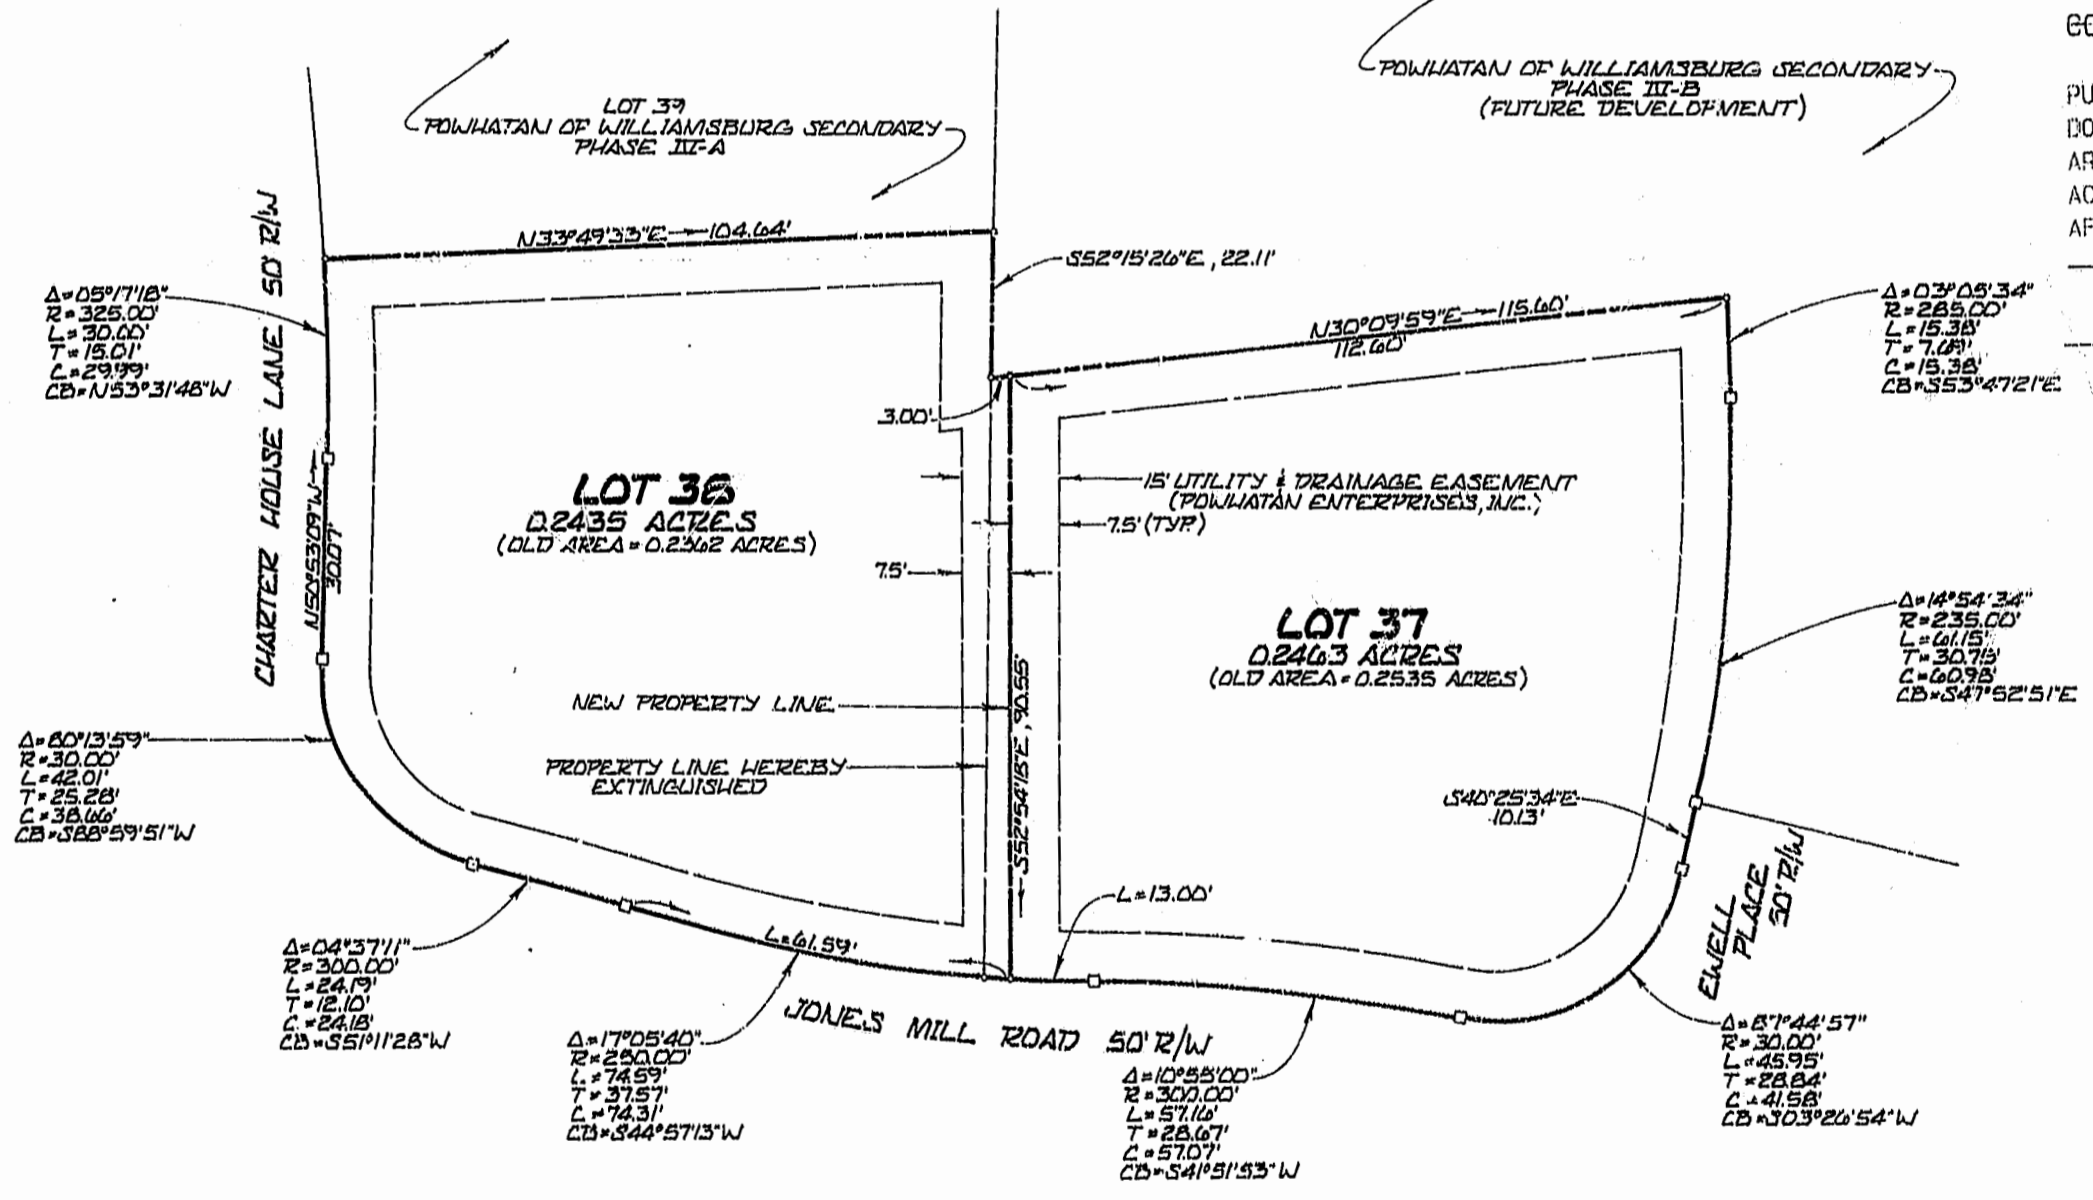 LOT 39
POWHATAN OF WILLIAMSBURG SECONDARY
PHASE III-A
POWHATAN OF WILLIAMSBURG SECONDARY
PHASE III-B
(FUTURE DEVELOPMENT)
PU
DO
AR
AC
AP
CHARTER HOUSE LANE 50' R/W
N33°49'33"E 104.64'
S52°15'26"E, 22.11'
N30°09'59"E 115.60'
112.60'
Δ=05°17'18"
R=325.00'
L=30.00'
T=15.01'
C=29.99'
CB=N53°31'48"W
Δ=03°05'34"
R=285.00'
L=15.38'
T=7.69'
C=15.38'
CB=S53°47'21"E
3.00'
LOT 38
0.2435 ACRES
(OLD AREA=0.2362 ACRES)
15' UTILITY & DRAINAGE EASEMENT
(POWHATAN ENTERPRISES, INC.)
7.5' (TYP.)
7.5'
N50°53'09"W
30.07'
LOT 37
0.2463 ACRES
(OLD AREA=0.2535 ACRES)
Δ=14°54'34"
R=235.00'
L=61.15'
T=30.75'
C=60.98'
CB=S47°52'51"E
NEW PROPERTY LINE
S52°54'18"E, 90.55'
PROPERTY LINE HEREBY
EXTINGUISHED
Δ=80°13'59"
R=30.00'
L=42.01'
T=25.28'
C=38.66'
CB=S88°59'51"W
S40°25'34"E
10.13'
EWELL
PLACE
50' R/W
L=13.00'
L=61.59'
Δ=04°37'11"
R=300.00'
L=24.19'
T=12.10'
C=24.18'
CB=S51°11'28"W
JONES MILL ROAD 50' R/W
Δ=17°05'40"
R=250.00'
L=74.59'
T=37.57'
C=74.31'
CB=S44°57'13"W
Δ=10°55'00"
R=300.00'
L=57.16'
T=28.67'
C=57.07'
CB=S41°51'53"W
Δ=87°44'57"
R=30.00'
L=45.95'
T=28.84'
C=41.58'
CB=S03°26'54"W